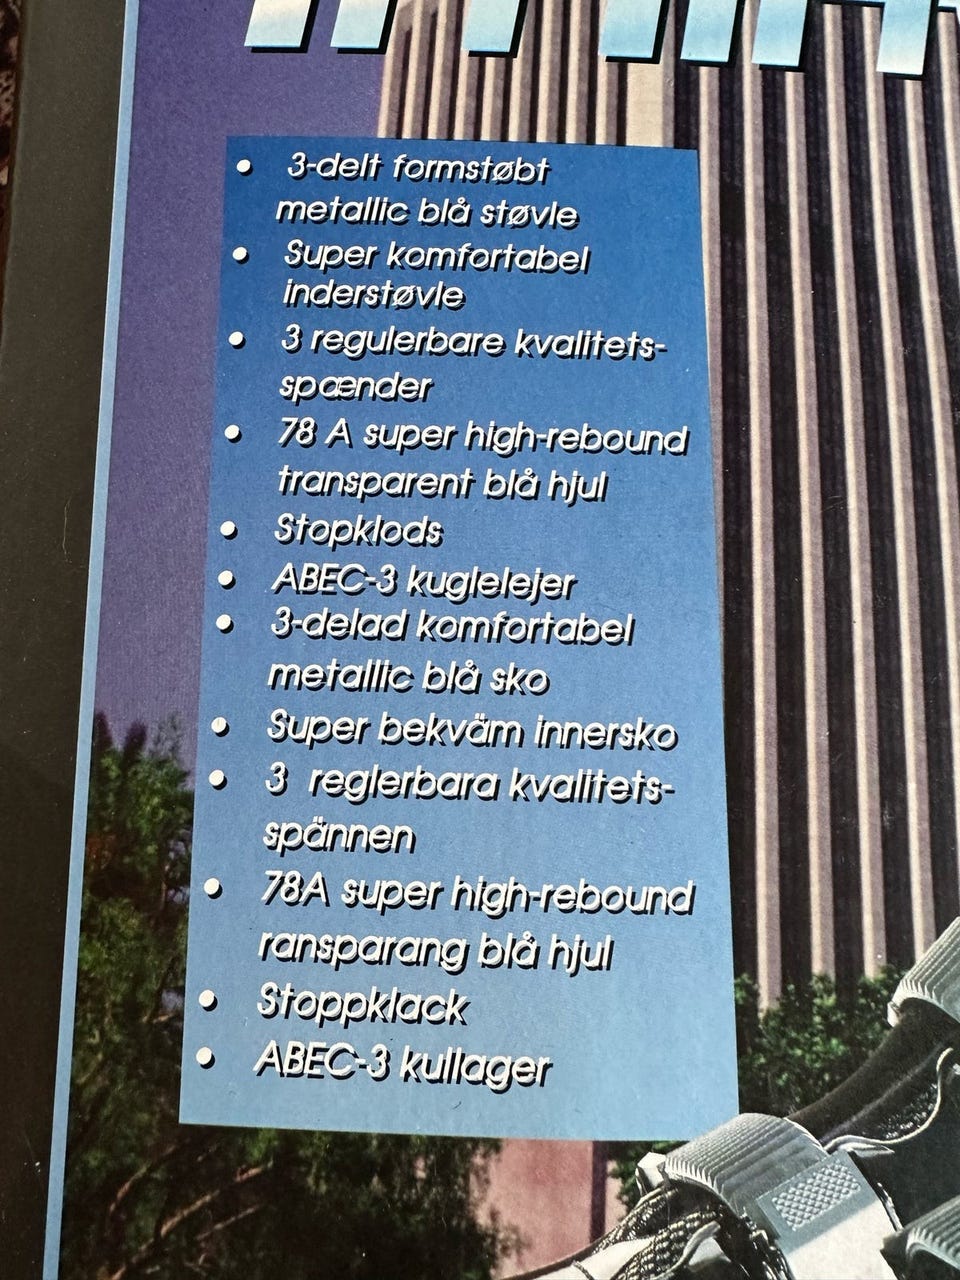 • 3-delt formstøbt
metallic blå støvle
• Super komfortabel
inderstøvle
• 3 regulerbare kvalitets-
spænder
• 78 A super high-rebound
transparent blå hjul
• Stopklods
• ABEC-3 kuglelejer
• 3-delad komfortabel
metallic blå sko
• Super bekväm innersko
• 3 reglerbara kvalitets-
spännen
• 78A super high-rebound
ransparang blå hjul
• Stoppklack
• ABEC-3 kullager